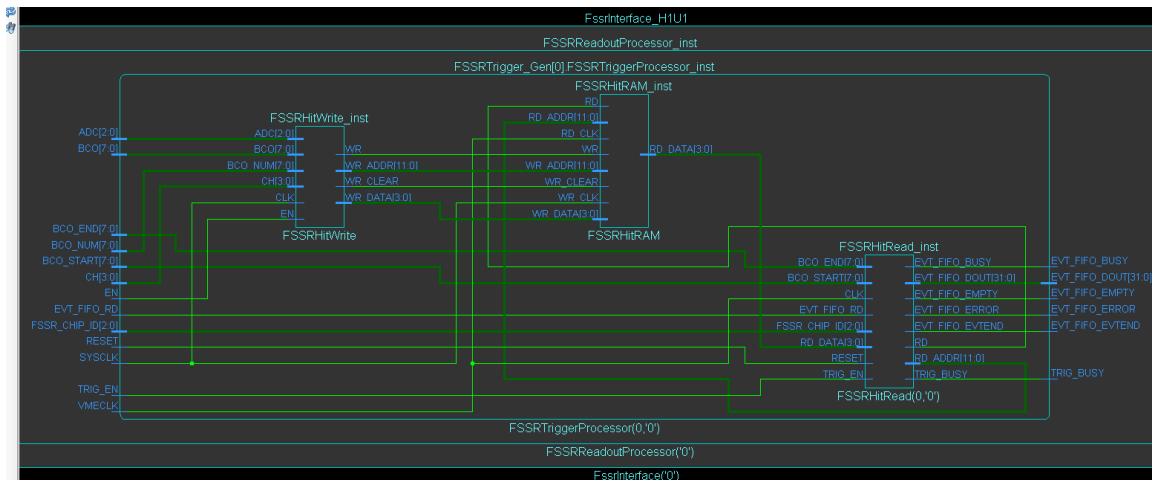 FssrInterface_H1U1
FSSRReadoutProcessor_inst
FSSRTrigger_Gen[0].FSSRTriggerProcessor_inst
FSSRHitRAM_inst
RD
RD_ADDR[11:0]
RD_CLK
WR
WR_ADDR[11:0]
WR_CLEAR
WR_CLK
WR_DATA[3:0]
RD_DATA[3:0]
FSSRHitRAM
FSSRHitWrite_inst
ADC[2:0]
BCO[7:0]
BCO_NUM[7:0]
CH[3:0]
CLK
EN
WR
WR_ADDR[11:0]
WR_CLEAR
WR_DATA[3:0]
FSSRHitWrite
ADC[2:0]
BCO[7:0]
BCO_END[7:0]
BCO_NUM[7:0]
BCO_START[7:0]
CH[3:0]
EN
EVT_FIFO_RD
FSSR_CHIP_ID[2:0]
RESET
SYSCLK
TRIG_EN
VMECLK
FSSRHitRead_inst
BCO_END[7:0]
BCO_START[7:0]
CLK
EVT_FIFO_RD
FSSR_CHIP_ID[2:0]
RD_DATA[3:0]
RESET
TRIG_EN
EVT_FIFO_BUSY
EVT_FIFO_DOUT[31:0]
EVT_FIFO_EMPTY
EVT_FIFO_ERROR
EVT_FIFO_EVTEND
RD
RD_ADDR[11:0]
TRIG_BUSY
FSSRHitRead(0,'0')
EVT_FIFO_BUSY
EVT_FIFO_DOUT[31:0]
EVT_FIFO_EMPTY
EVT_FIFO_ERROR
EVT_FIFO_EVTEND
TRIG_BUSY
FSSRTriggerProcessor(0,'0')
FSSRReadoutProcessor('0')
FssrInterface('0')